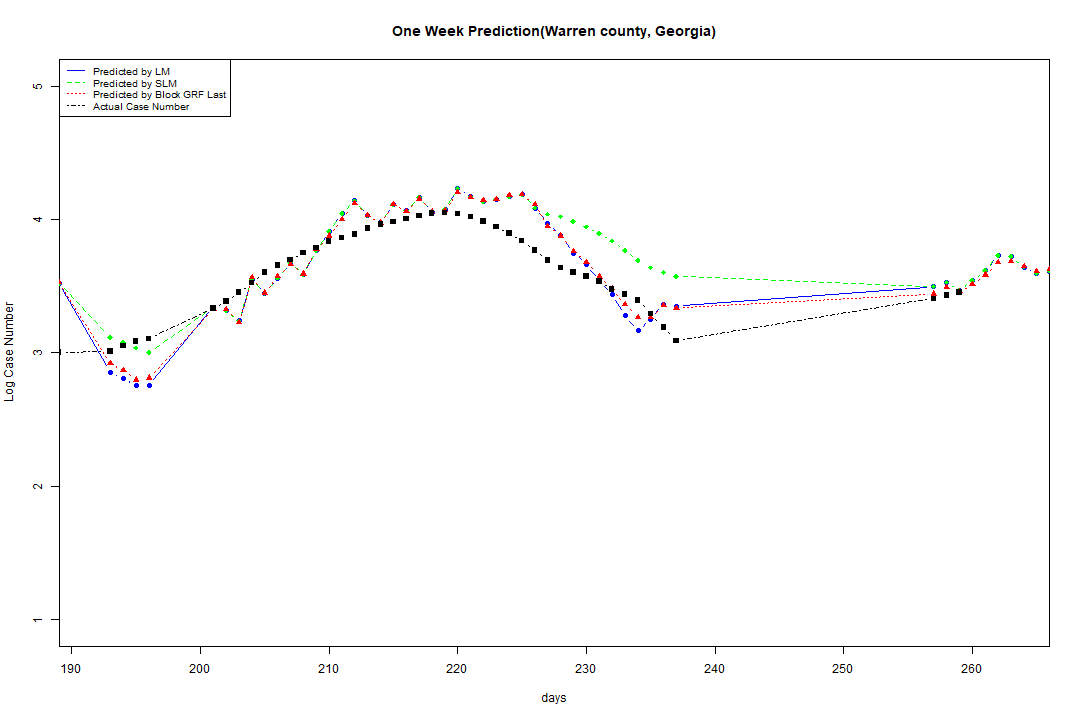 One Week Prediction(Warren county, Georgia)
Predicted by LM
Predicted by SLM
Predicted by Block GRF Last
Actual Case Number
5
4
3
2
1
Log Case Number
190 200 210 220 230 240 250 260
days